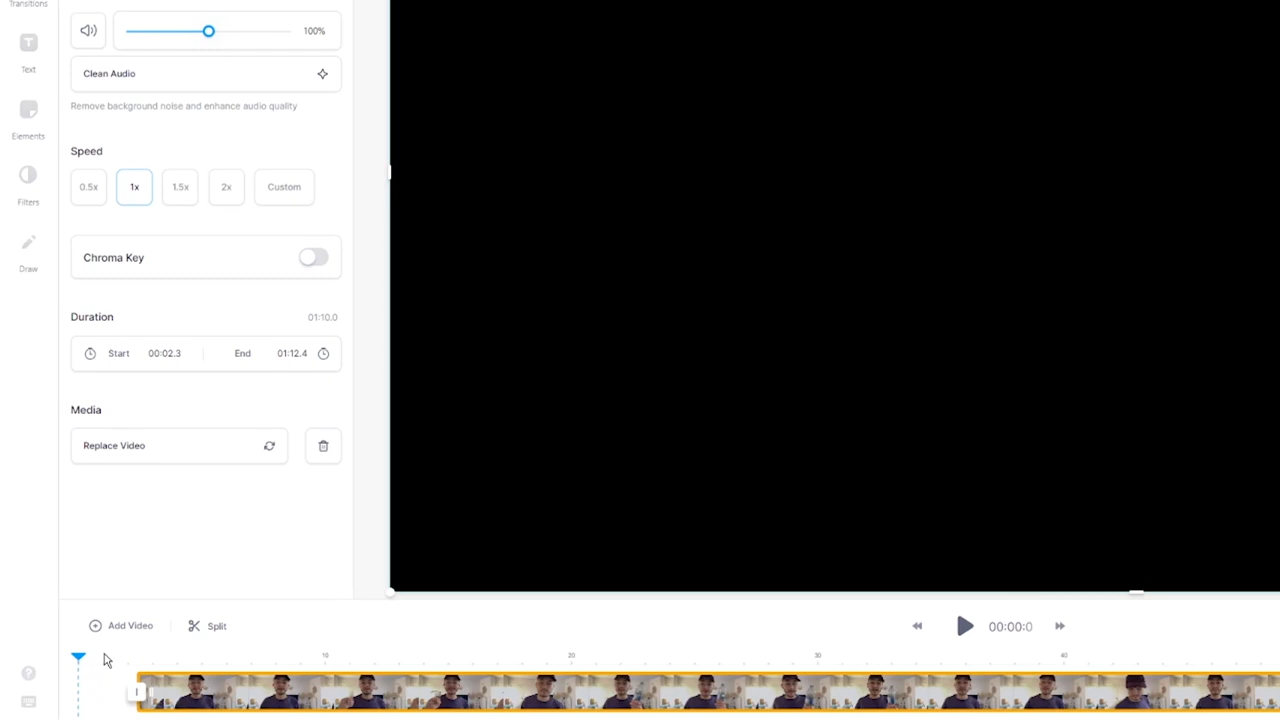 Transitions
100%
Text
Clean Audio
Remove background noise and enhance audio quality
Elements
Speed
0.5x 1x 1.5x 2x Custom
Filters
Chroma Key
Draw
Duration 01:10.0
Start 00:02.3 End 01:12.4
Media
Replace Video
Add Video Split 00:00:0
10 20 30 40